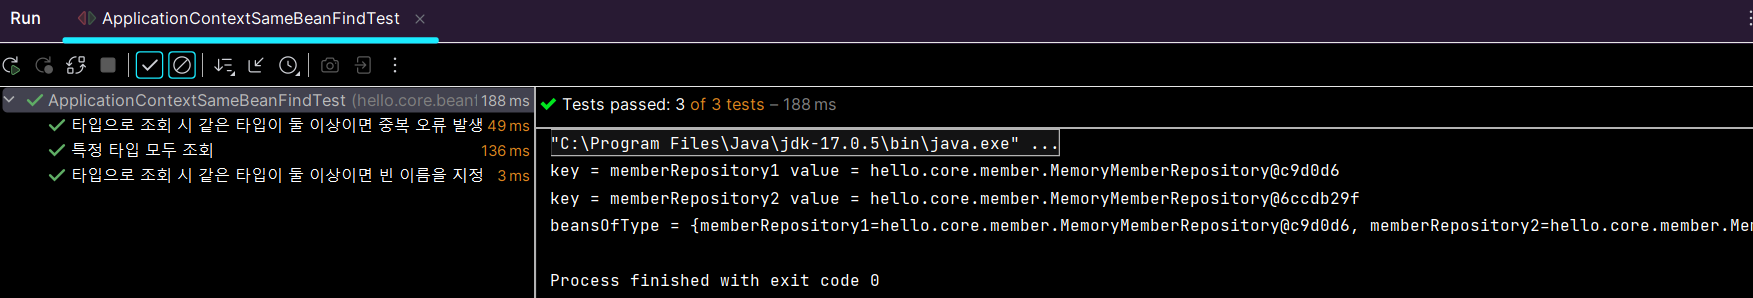 Run ApplicationContextSameBeanFindTest
ApplicationContextSameBeanFindTest (hello.core.beanf 188 ms
타입으로 조회 시 같은 타입이 둘 이상이면 중복 오류 발생 49 ms
특정 타입 모두 조회 136 ms
타입으로 조회 시 같은 타입이 둘 이상이면 빈 이름을 지정 3 ms
Tests passed: 3 of 3 tests – 188 ms
"C:\Program Files\Java\jdk-17.0.5\bin\java.exe" ...
key = memberRepository1 value = hello.core.member.MemoryMemberRepository@c9d0d6
key = memberRepository2 value = hello.core.member.MemoryMemberRepository@6ccdb29f
beansOfType = {memberRepository1=hello.core.member.MemoryMemberRepository@c9d0d6, memberRepository2=hello.core.member.Mem
Process finished with exit code 0